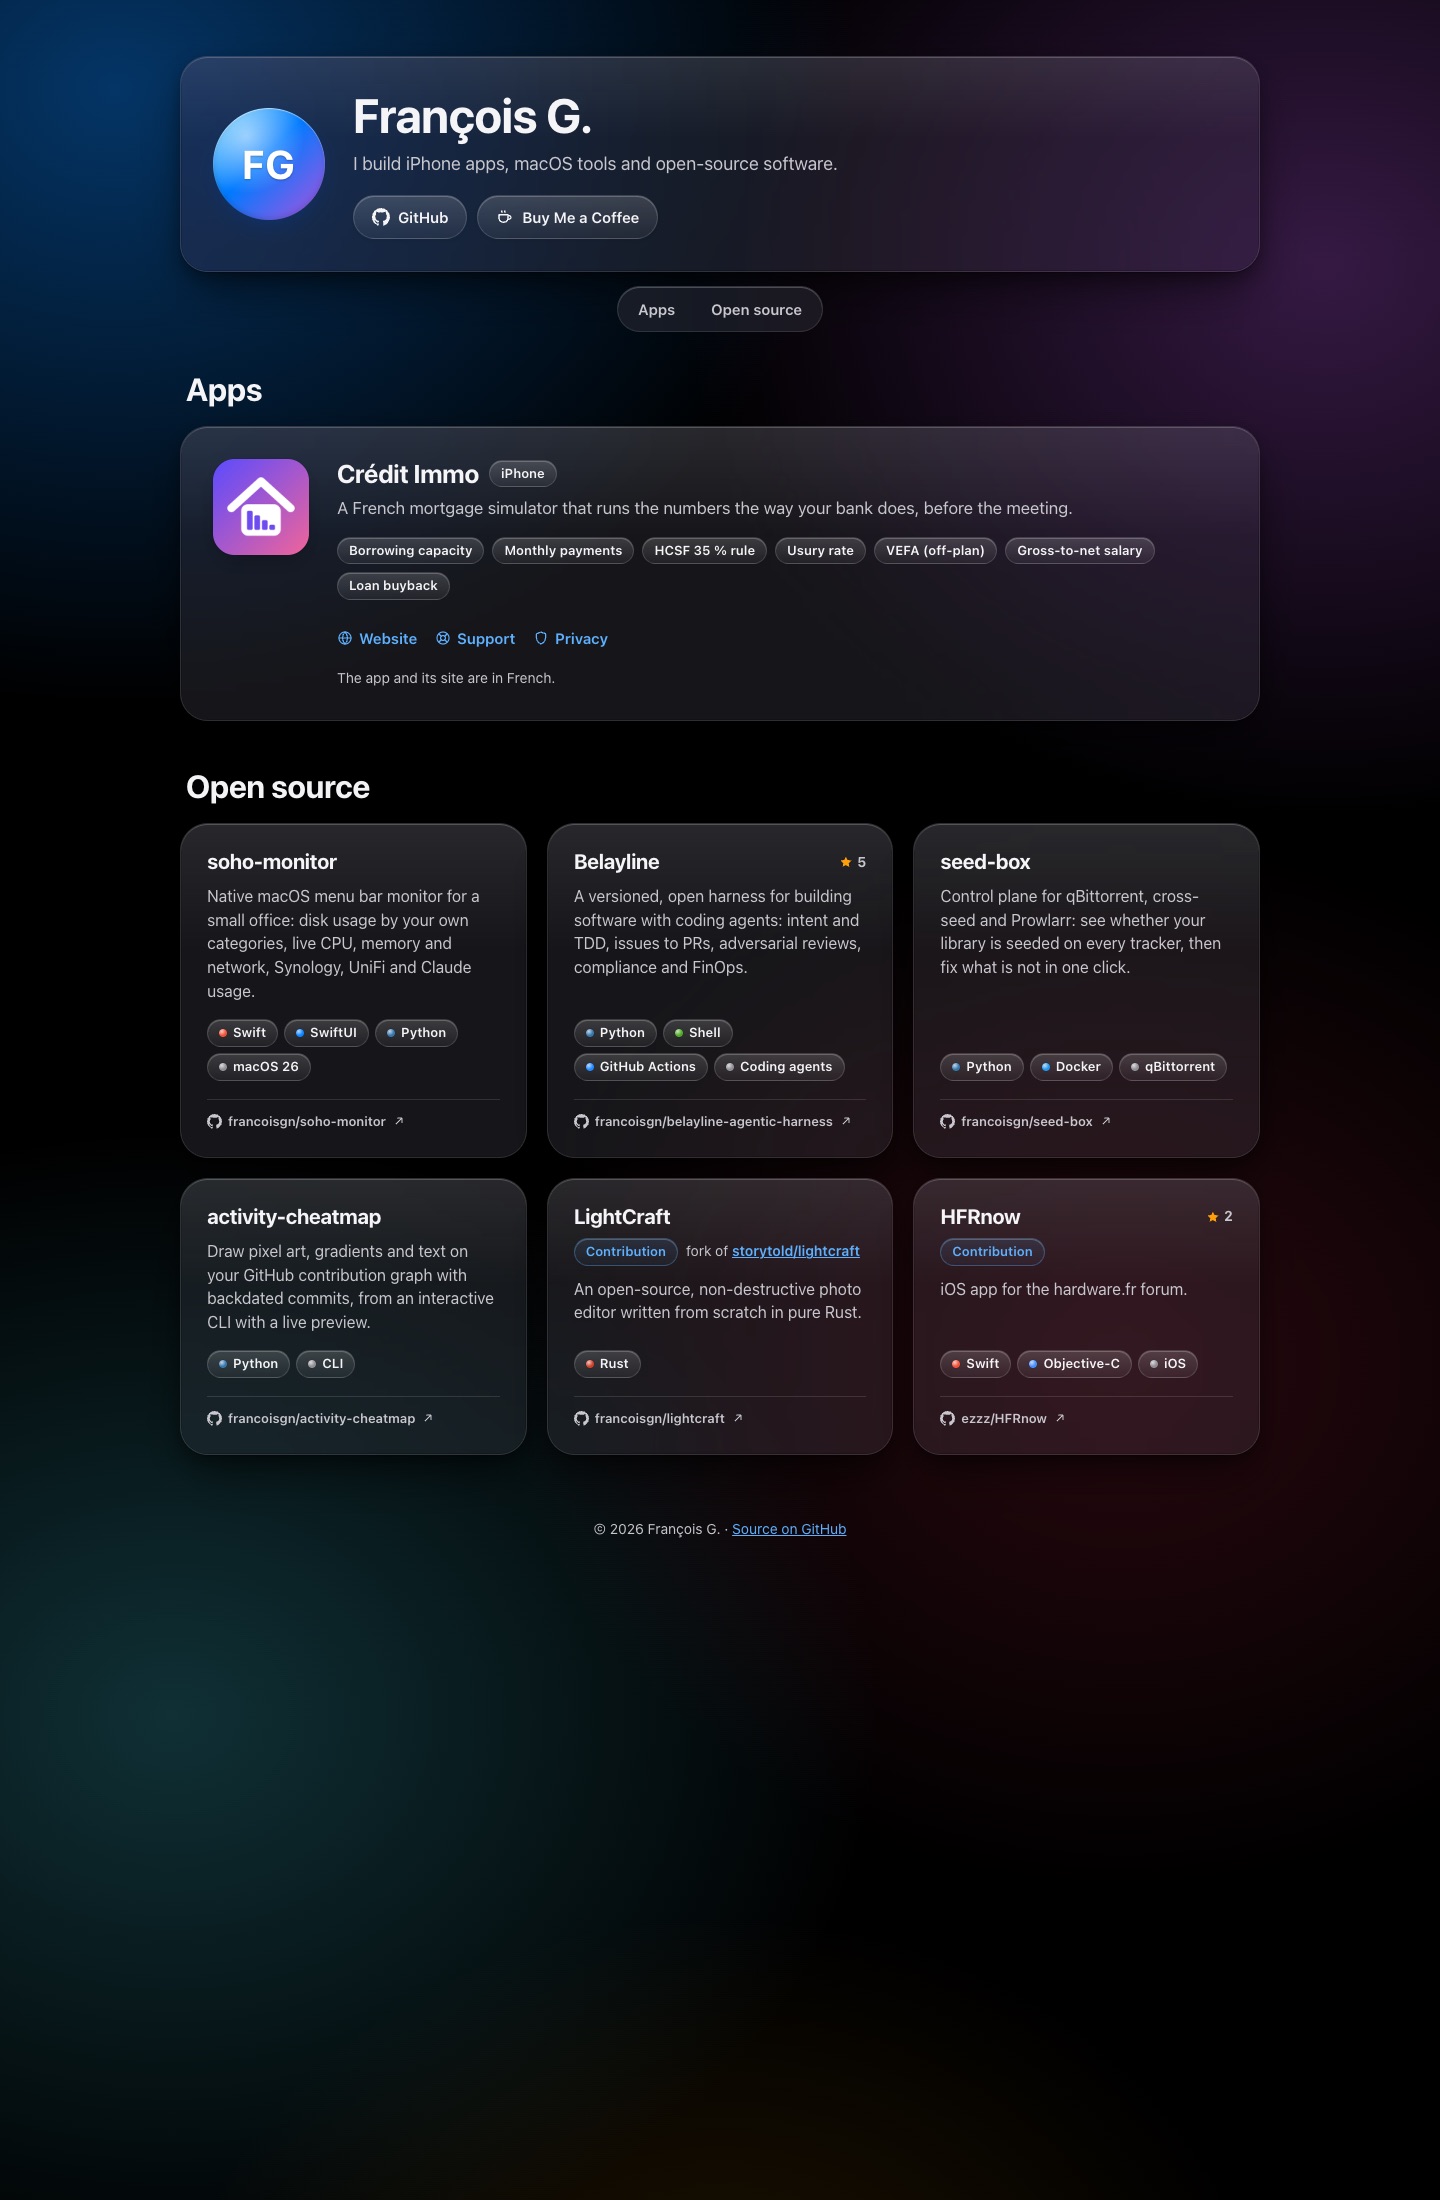 FG
François G.
I build iPhone apps, macOS tools and open-source software.
GitHub
Buy Me a Coffee
Apps
Open source
Apps
Crédit Immo
iPhone
A French mortgage simulator that runs the numbers the way your bank does, before the meeting.
Borrowing capacity
Monthly payments
HCSF 35 % rule
Usury rate
VEFA (off-plan)
Gross-to-net salary
Loan buyback
Website
Support
Privacy
The app and its site are in French.
Open source
soho-monitor
Native macOS menu bar monitor for a
small office: disk usage by your own
categories, live CPU, memory and
network, Synology, UniFi and Claude
usage.
Swift
SwiftUI
Python
macOS 26
francoisgn/soho-monitor ↗
Belayline
★ 5
A versioned, open harness for building
software with coding agents: intent and
TDD, issues to PRs, adversarial reviews,
compliance and FinOps.
Python
Shell
GitHub Actions
Coding agents
francoisgn/belayline-agentic-harness ↗
seed-box
Control plane for qBittorrent, cross-
seed and Prowlarr: see whether your
library is seeded on every tracker, then
fix what is not in one click.
Python
Docker
qBittorrent
francoisgn/seed-box ↗
activity-cheatmap
Draw pixel art, gradients and text on
your GitHub contribution graph with
backdated commits, from an interactive
CLI with a live preview.
Python
CLI
francoisgn/activity-cheatmap ↗
LightCraft
Contribution
fork of storytold/lightcraft
An open-source, non-destructive photo
editor written from scratch in pure Rust.
Rust
francoisgn/lightcraft ↗
HFRnow
★ 2
Contribution
iOS app for the hardware.fr forum.
Swift
Objective-C
iOS
ezzz/HFRnow ↗
© 2026 François G. · Source on GitHub